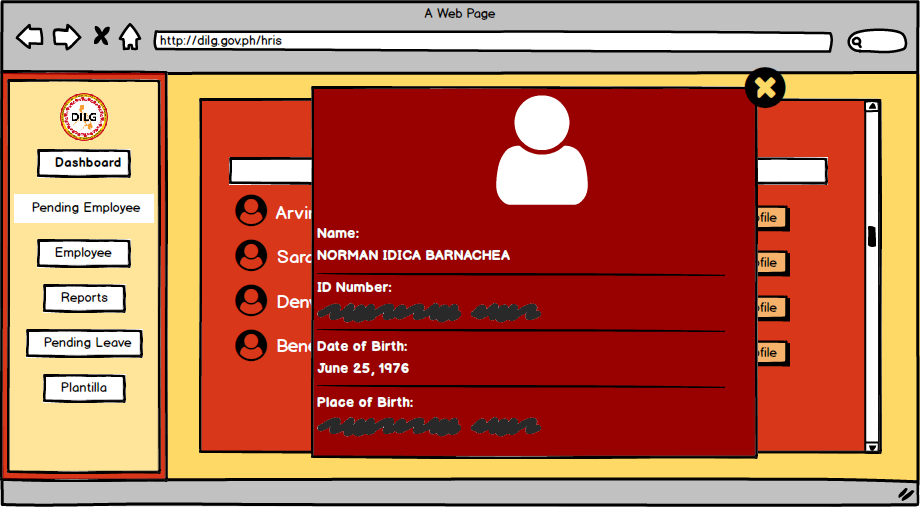 A Web Page
http://dilg.gov.ph/hris
DILG
Dashboard
Pending Employee
Employee
Reports
Pending Leave
Plantilla
Name:
NORMAN IDICA BARNACHEA
ID Number:
Date of Birth:
June 25, 1976
Place of Birth: